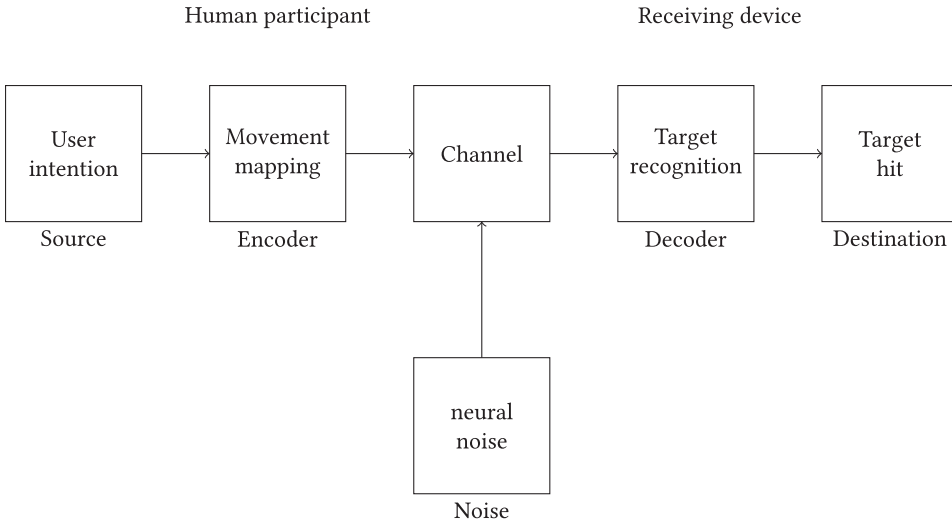 Human participant
Receiving device
User
intention
Movement
mapping
Channel
Target
recognition
Target
hit
Source
Encoder
Decoder
Destination
neural
noise
Noise